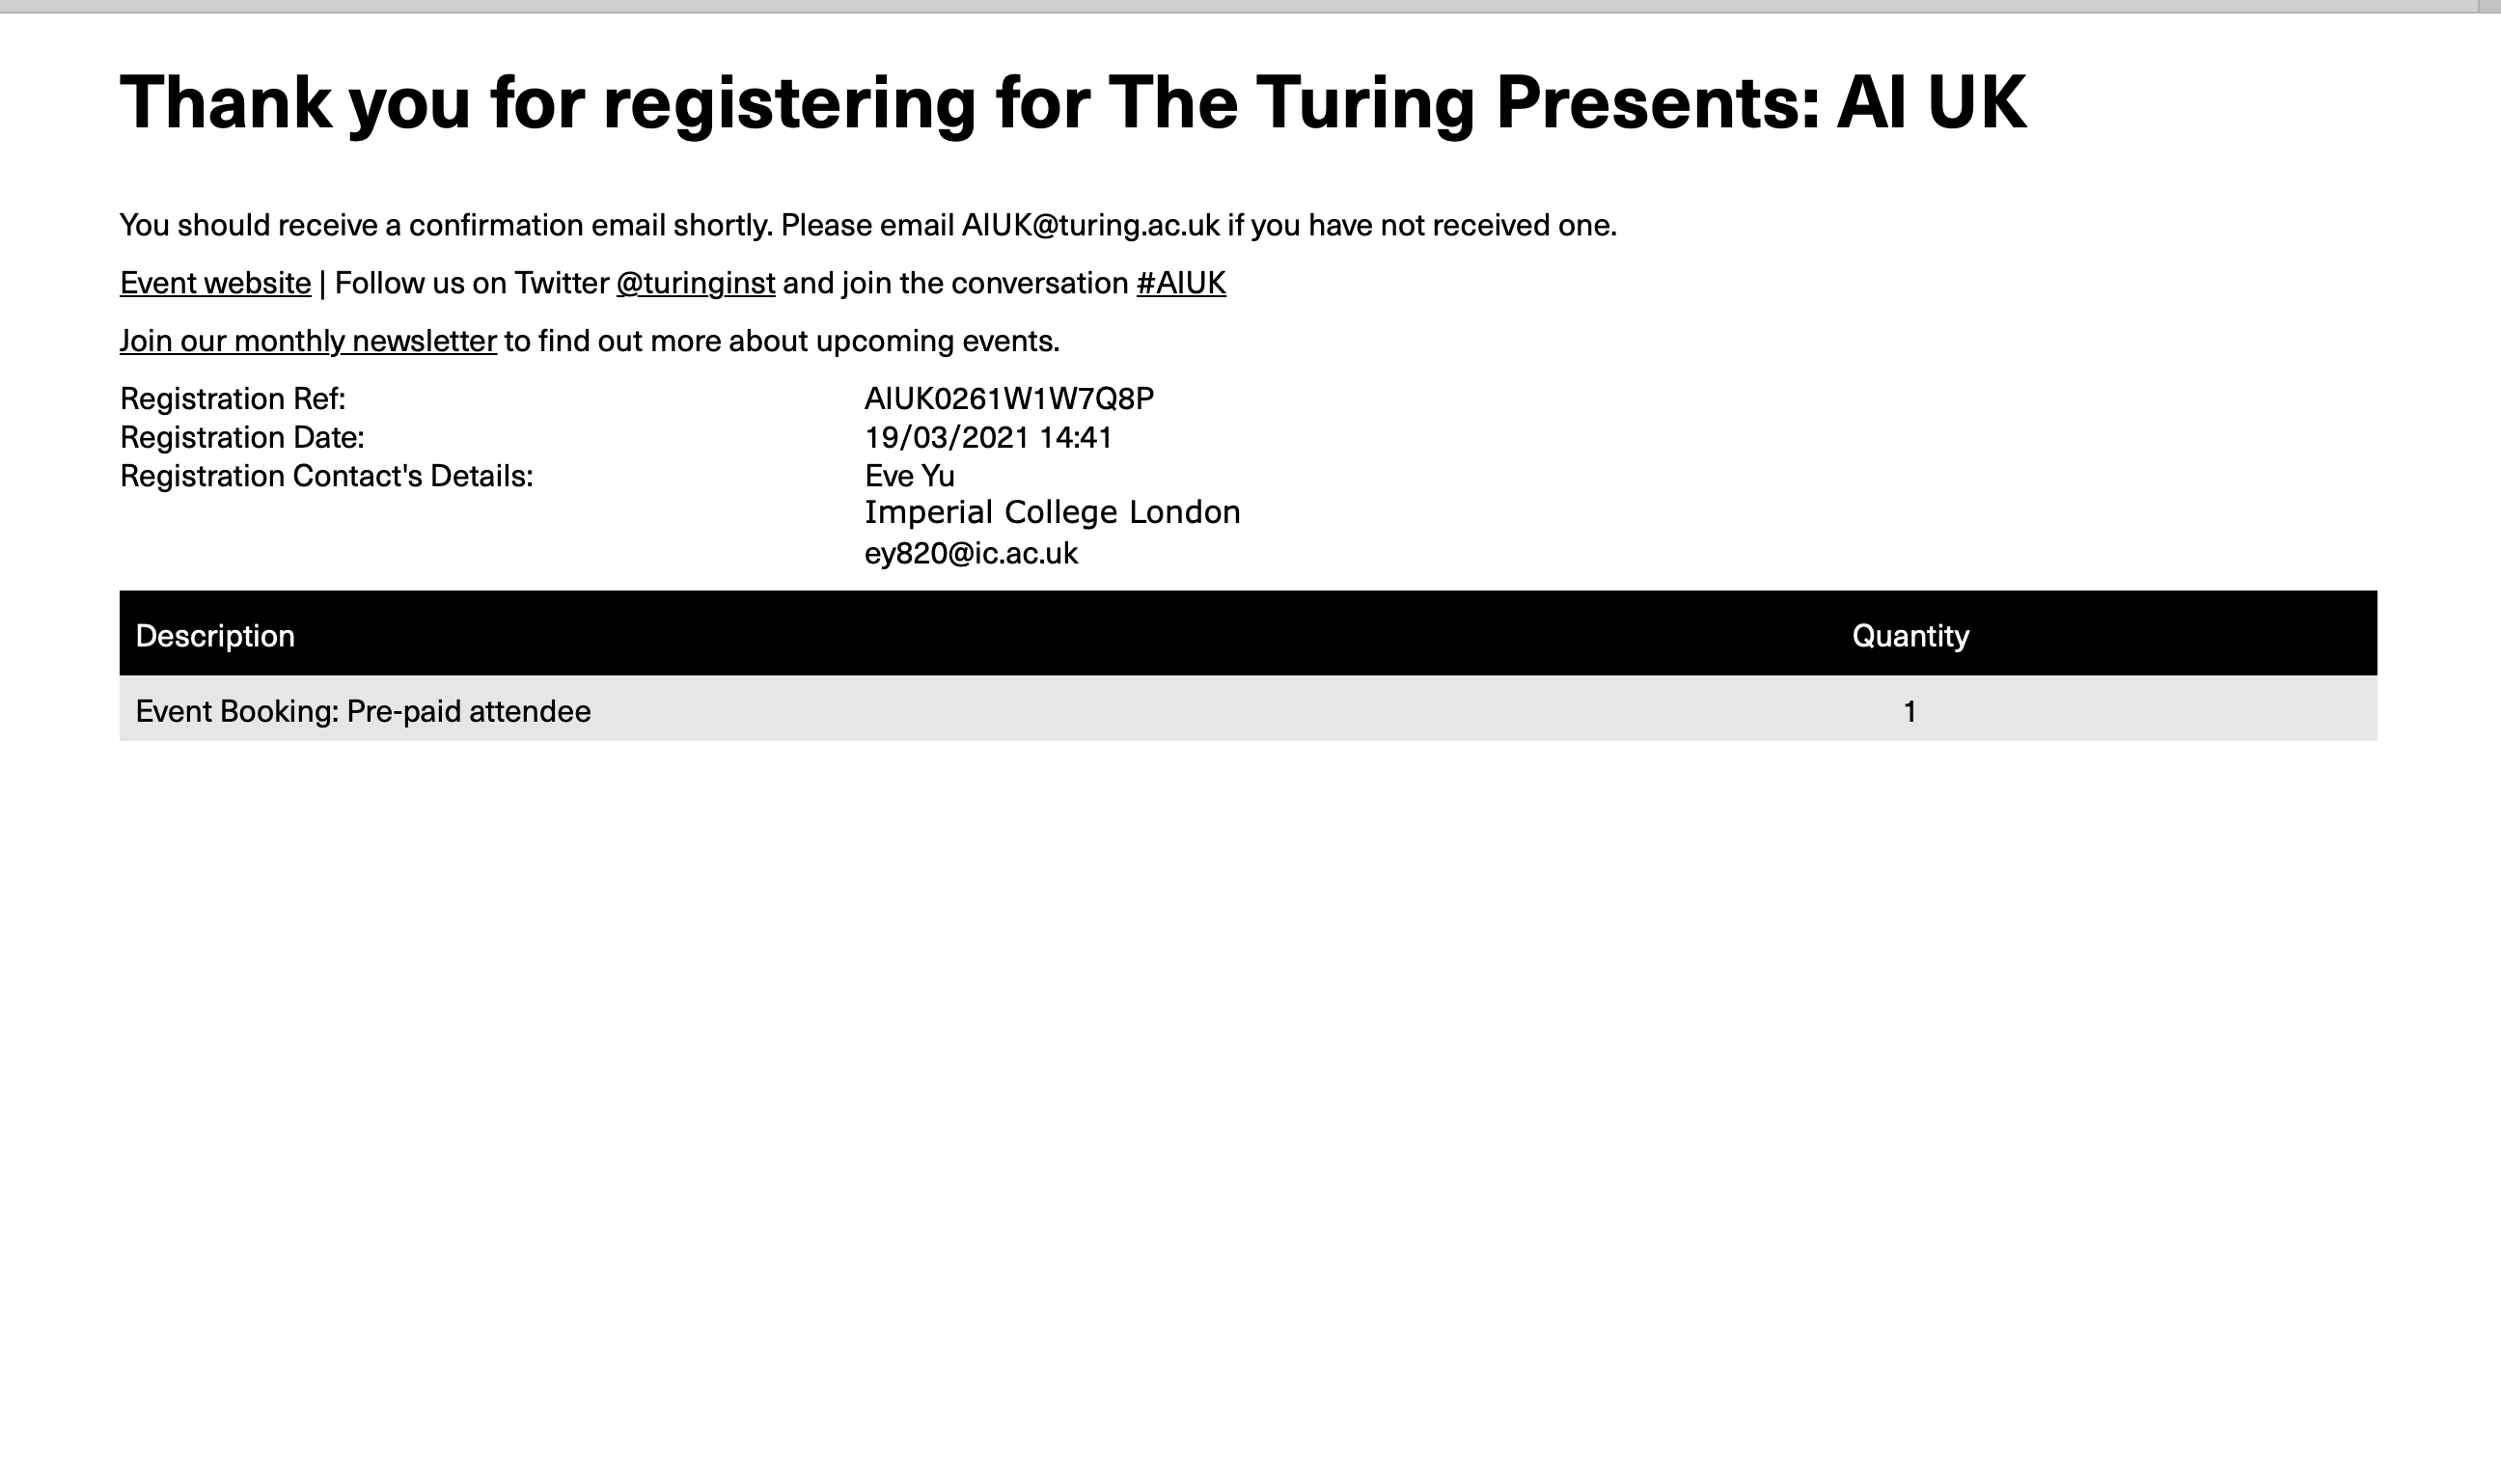 Thank you for registering for The Turing Presents: AI UK
You should receive a confirmation email shortly. Please email AIUK@turing.ac.uk if you have not received one.
Event website | Follow us on Twitter @turinginst and join the conversation #AIUK
Join our monthly newsletter to find out more about upcoming events.
Registration Ref: AIUK0261W1W7Q8P
Registration Date: 19/03/2021 14:41
Registration Contact's Details: Eve Yu
Imperial College London
ey820@ic.ac.uk
Description Quantity
Event Booking: Pre-paid attendee 1